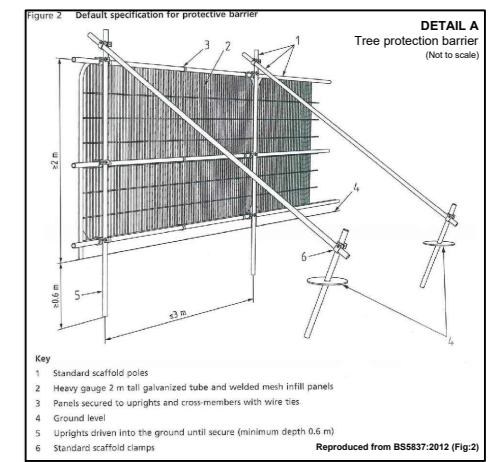 Figure 2 Default specification for protective barrier
DETAIL A
Tree protection barrier
(Not to scale)
3
2
1
≥2 m
4
6
≥0.6 m
5
≤3 m
4
Key
1 Standard scaffold poles
2 Heavy gauge 2 m tall galvanized tube and welded mesh infill panels
3 Panels secured to uprights and cross-members with wire ties
4 Ground level
5 Uprights driven into the ground until secure (minimum depth 0.6 m)
6 Standard scaffold clamps
Reproduced from BS5837:2012 (Fig:2)